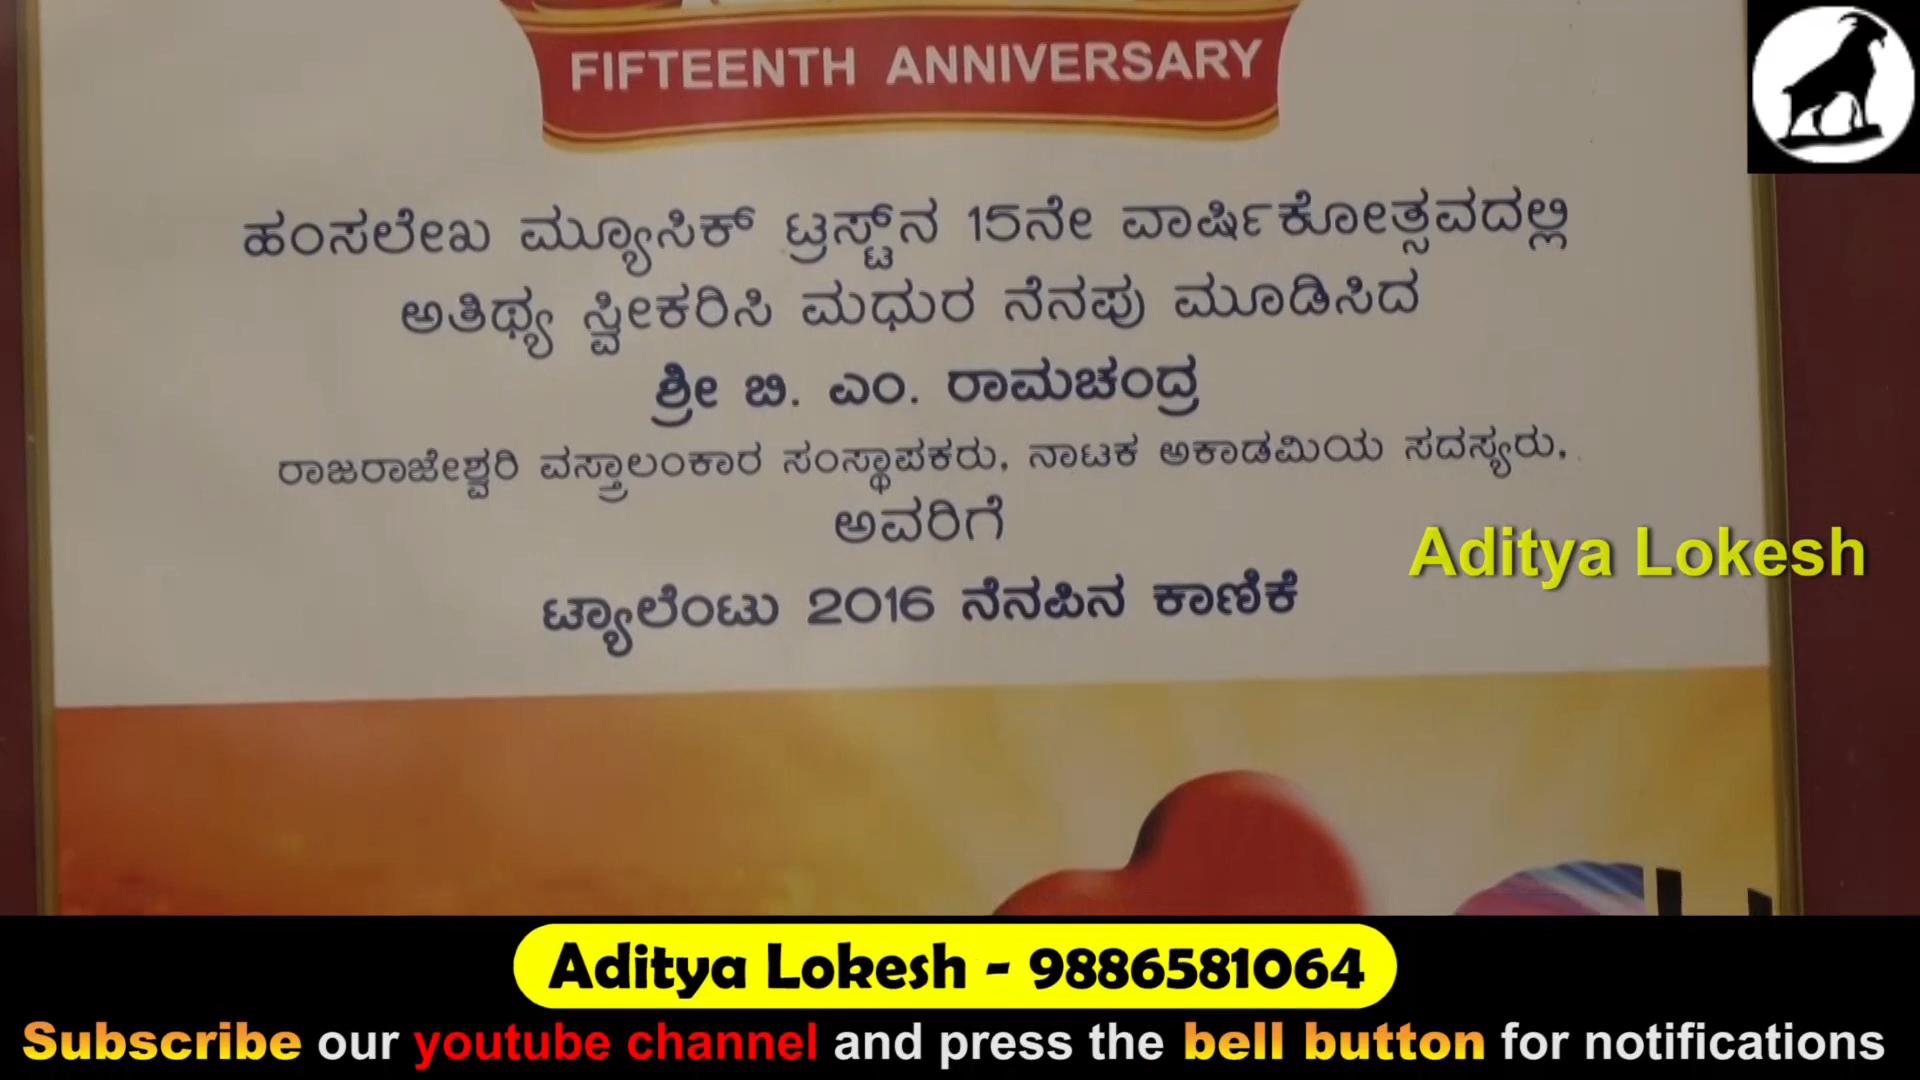 FIFTEENTH ANNIVERSARY
ಹಂಸಲೇಖ ಮ್ಯೂಸಿಕ್ ಟ್ರಸ್ಟ್‌ನ 15ನೇ ವಾರ್ಷಿಕೋತ್ಸವದಲ್ಲಿ
ಅತಿಥ್ಯ ಸ್ವೀಕರಿಸಿ ಮಧುರ ನೆನಪು ಮೂಡಿಸಿದ
ಶ್ರೀ ಬಿ. ಎಂ. ರಾಮಚಂದ್ರ
ರಾಜರಾಜೇಶ್ವರಿ ವಸ್ತ್ರಾಲಂಕಾರ ಸಂಸ್ಥಾಪಕರು, ನಾಟಕ ಅಕಾಡಮಿಯ ಸದಸ್ಯರು,
ಅವರಿಗೆ
Aditya Lokesh
ಟ್ಯಾಲೆಂಟು 2016 ನೆನಪಿನ ಕಾಣಿಕೆ
Aditya Lokesh - 9886581064
Subscribe our youtube channel and press the bell button for notifications